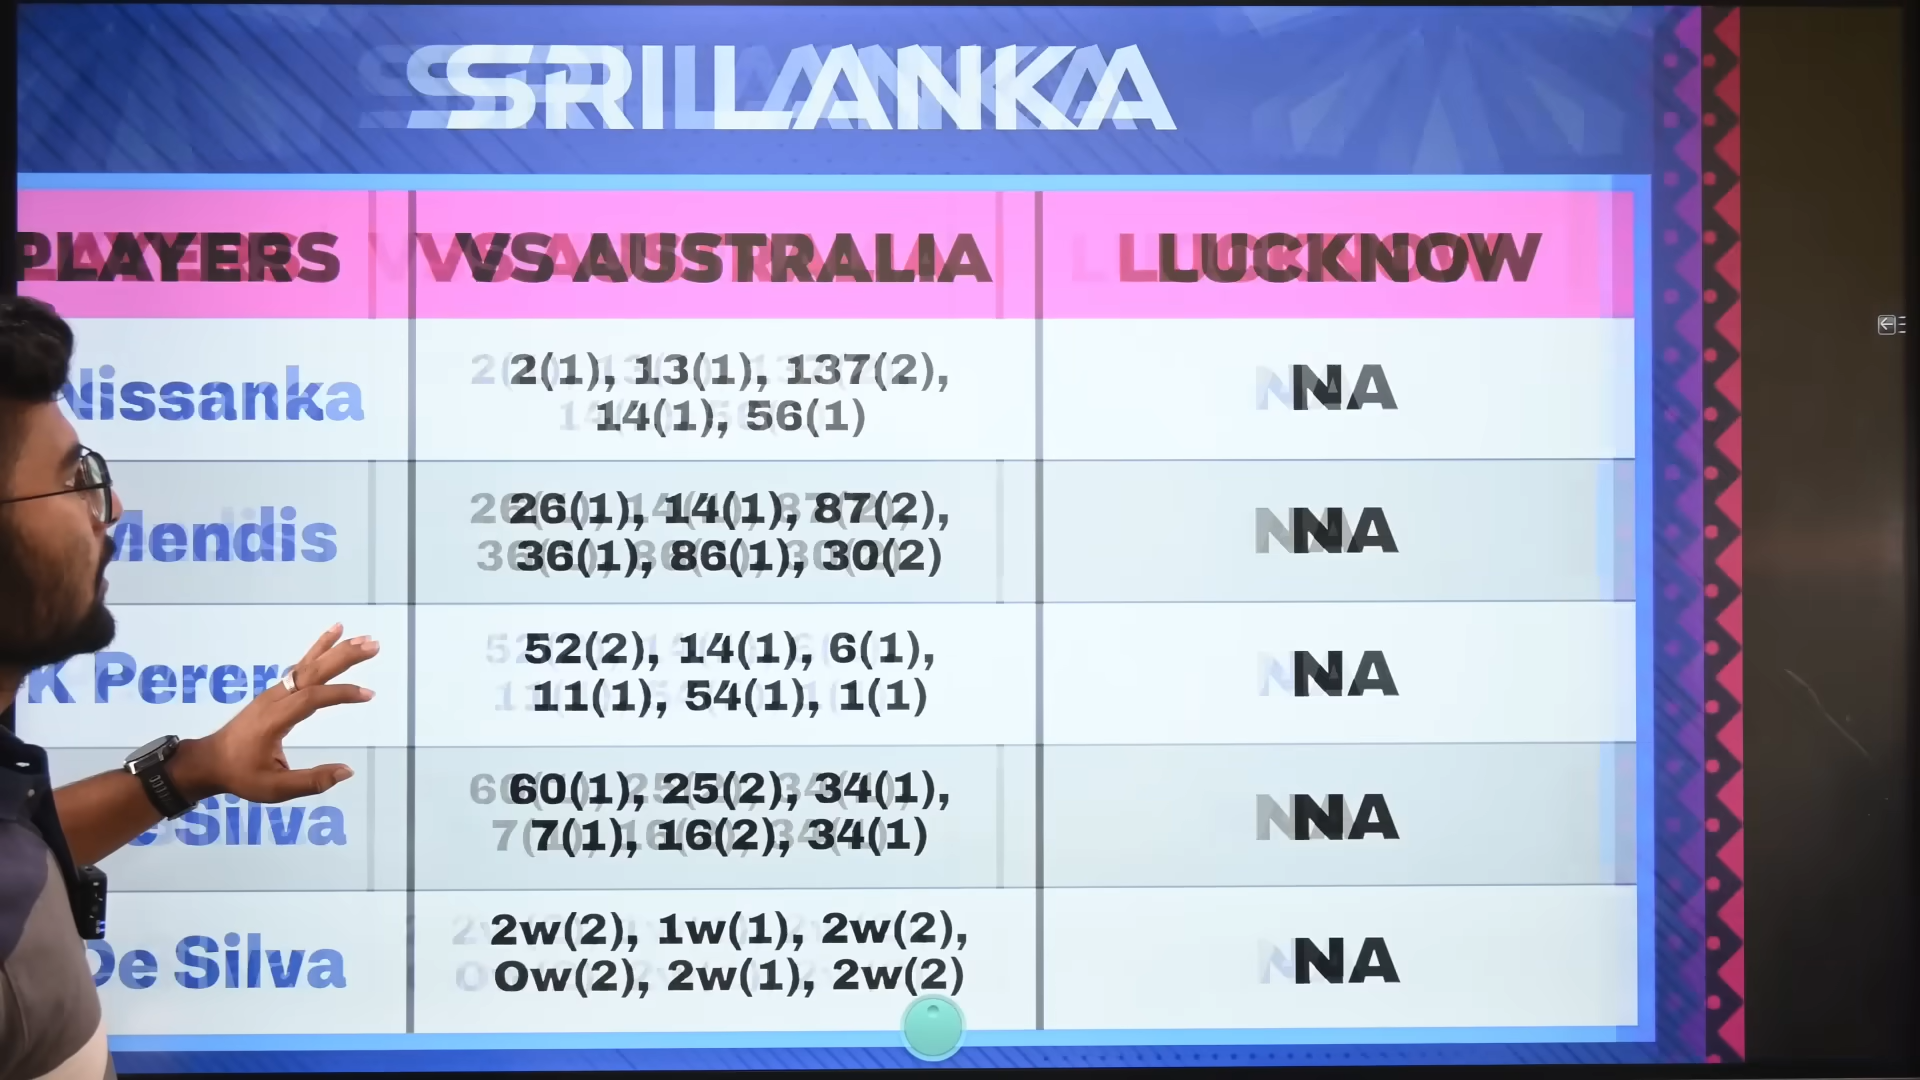 SRILANKA
PLAYERS VS AUSTRALIA LUCKNOW
Nissanka 2(1), 13(1), 137(2), NA
14(1), 56(1)
Mendis 26(1), 14(1), 87(2), NA
36(1), 86(1), 30(2)
K Perera 52(2), 14(1), 6(1), NA
11(1), 54(1), 1(1)
De Silva 60(1), 25(2), 34(1), NA
7(1), 16(2), 34(1)
De Silva 2w(2), 1w(1), 2w(2), NA
0w(2), 2w(1), 2w(2)